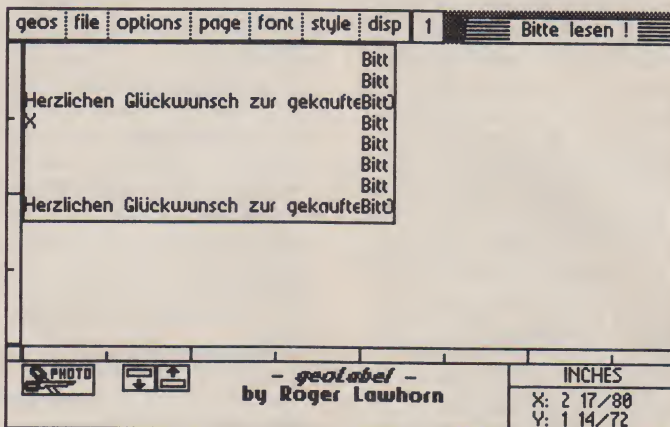 geos file options page font style disp 1 Bitte lesen !
Bitt
Bitt
Herzlichen Glückwunsch zur gekaufteBitt
X Bitt
Bitt
Bitt
Bitt
Herzlichen Glückwunsch zur gekaufteBitt
PHOTO
- geoLabel -
by Roger Lawhorn
INCHES
X: 2 17/80
Y: 1 14/72